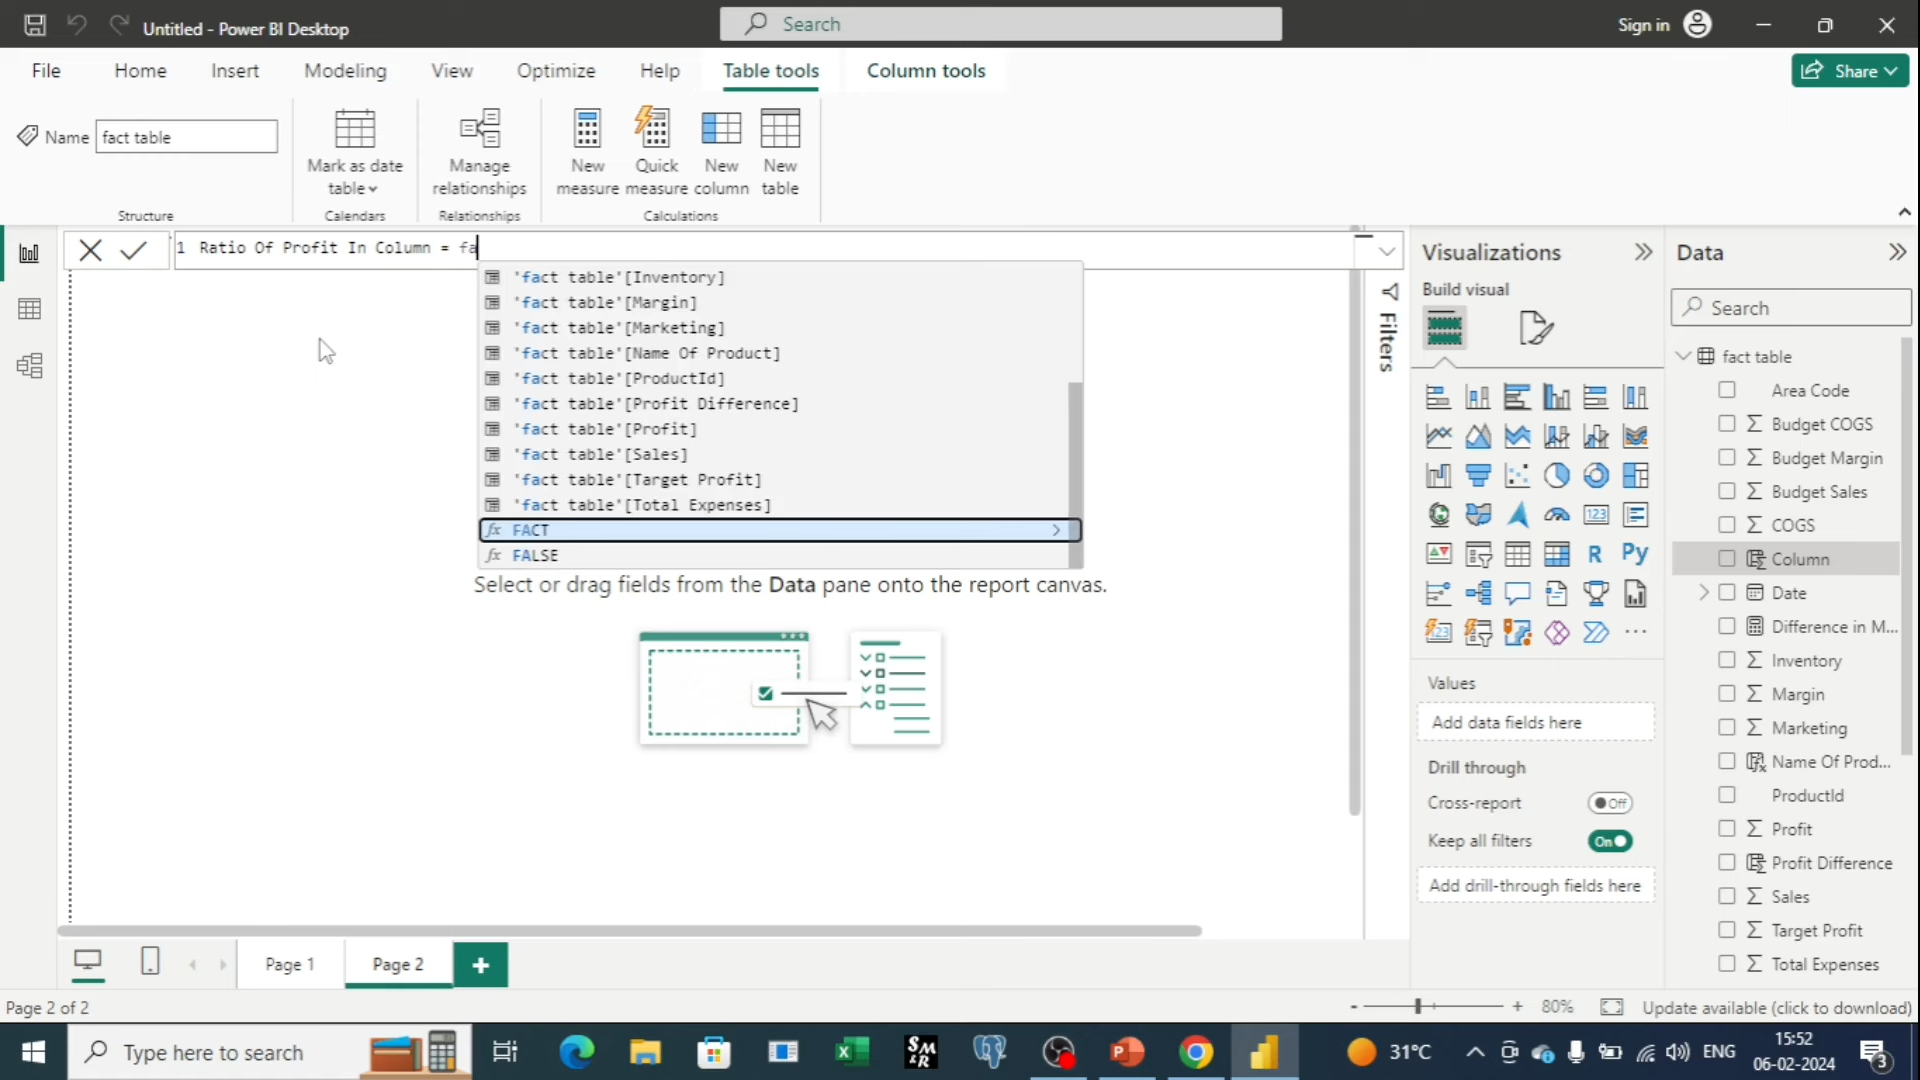 Untitled - Power BI Desktop
Search
Sign in
File
Home
Insert
Modeling
View
Optimize
Help
Table tools
Column tools
Share
Name
fact table
Mark as date
table
Manage
relationships
New
measure
Quick
measure
New
column
New
table
Structure
Calendars
Relationships
Calculations
1 Ratio Of Profit In Column = fa
'fact table'[Inventory]
'fact table'[Margin]
'fact table'[Marketing]
'fact table'[Name Of Product]
'fact table'[ProductId]
'fact table'[Profit Difference]
'fact table'[Profit]
'fact table'[Sales]
'fact table'[Target Profit]
'fact table'[Total Expenses]
fx FACT
fx FALSE
Select or drag fields from the Data pane onto the report canvas.
Filters
Visualizations
Build visual
123
R
Py
123
Values
Add data fields here
Drill through
Cross-report
Off
Keep all filters
On
Add drill-through fields here
Data
Search
fact table
Area Code
Budget COGS
Budget Margin
Budget Sales
COGS
Column
Date
Difference in M...
Inventory
Margin
Marketing
Name Of Prod...
ProductId
Profit
Profit Difference
Sales
Target Profit
Total Expenses
Page 1
Page 2
Page 2 of 2
- + 80%
Update available (click to download)
Type here to search
31°C
ENG
15:52
06-02-2024
3